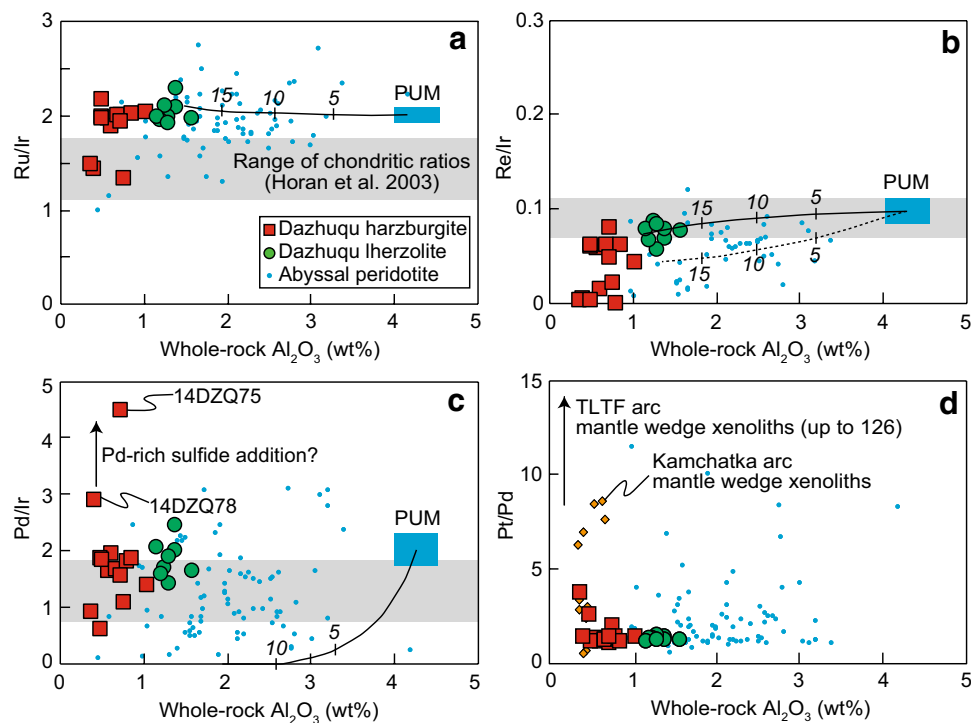 a
3
2
1
0
Ru/Ir
15
10
5
PUM
Range of chondritic ratios
(Horan et al. 2003)
Dazhuqu harzburgite
Dazhuqu lherzolite
Abyssal peridotite
0
1
2
3
4
5
Whole-rock Al₂O₃ (wt%)
b
0.3
0.2
0.1
0
Re/Ir
15
10
5
15
10
5
PUM
0
1
2
3
4
5
Whole-rock Al₂O₃ (wt%)
c
5
4
3
2
1
0
Pd/Ir
14DZQ75
Pd-rich sulfide addition?
14DZQ78
PUM
10
5
0
1
2
3
4
5
Whole-rock Al₂O₃ (wt%)
d
15
10
5
0
Pt/Pd
TLTF arc
mantle wedge xenoliths (up to 126)
Kamchatka arc
mantle wedge xenoliths
0
1
2
3
4
5
Whole-rock Al₂O₃ (wt%)